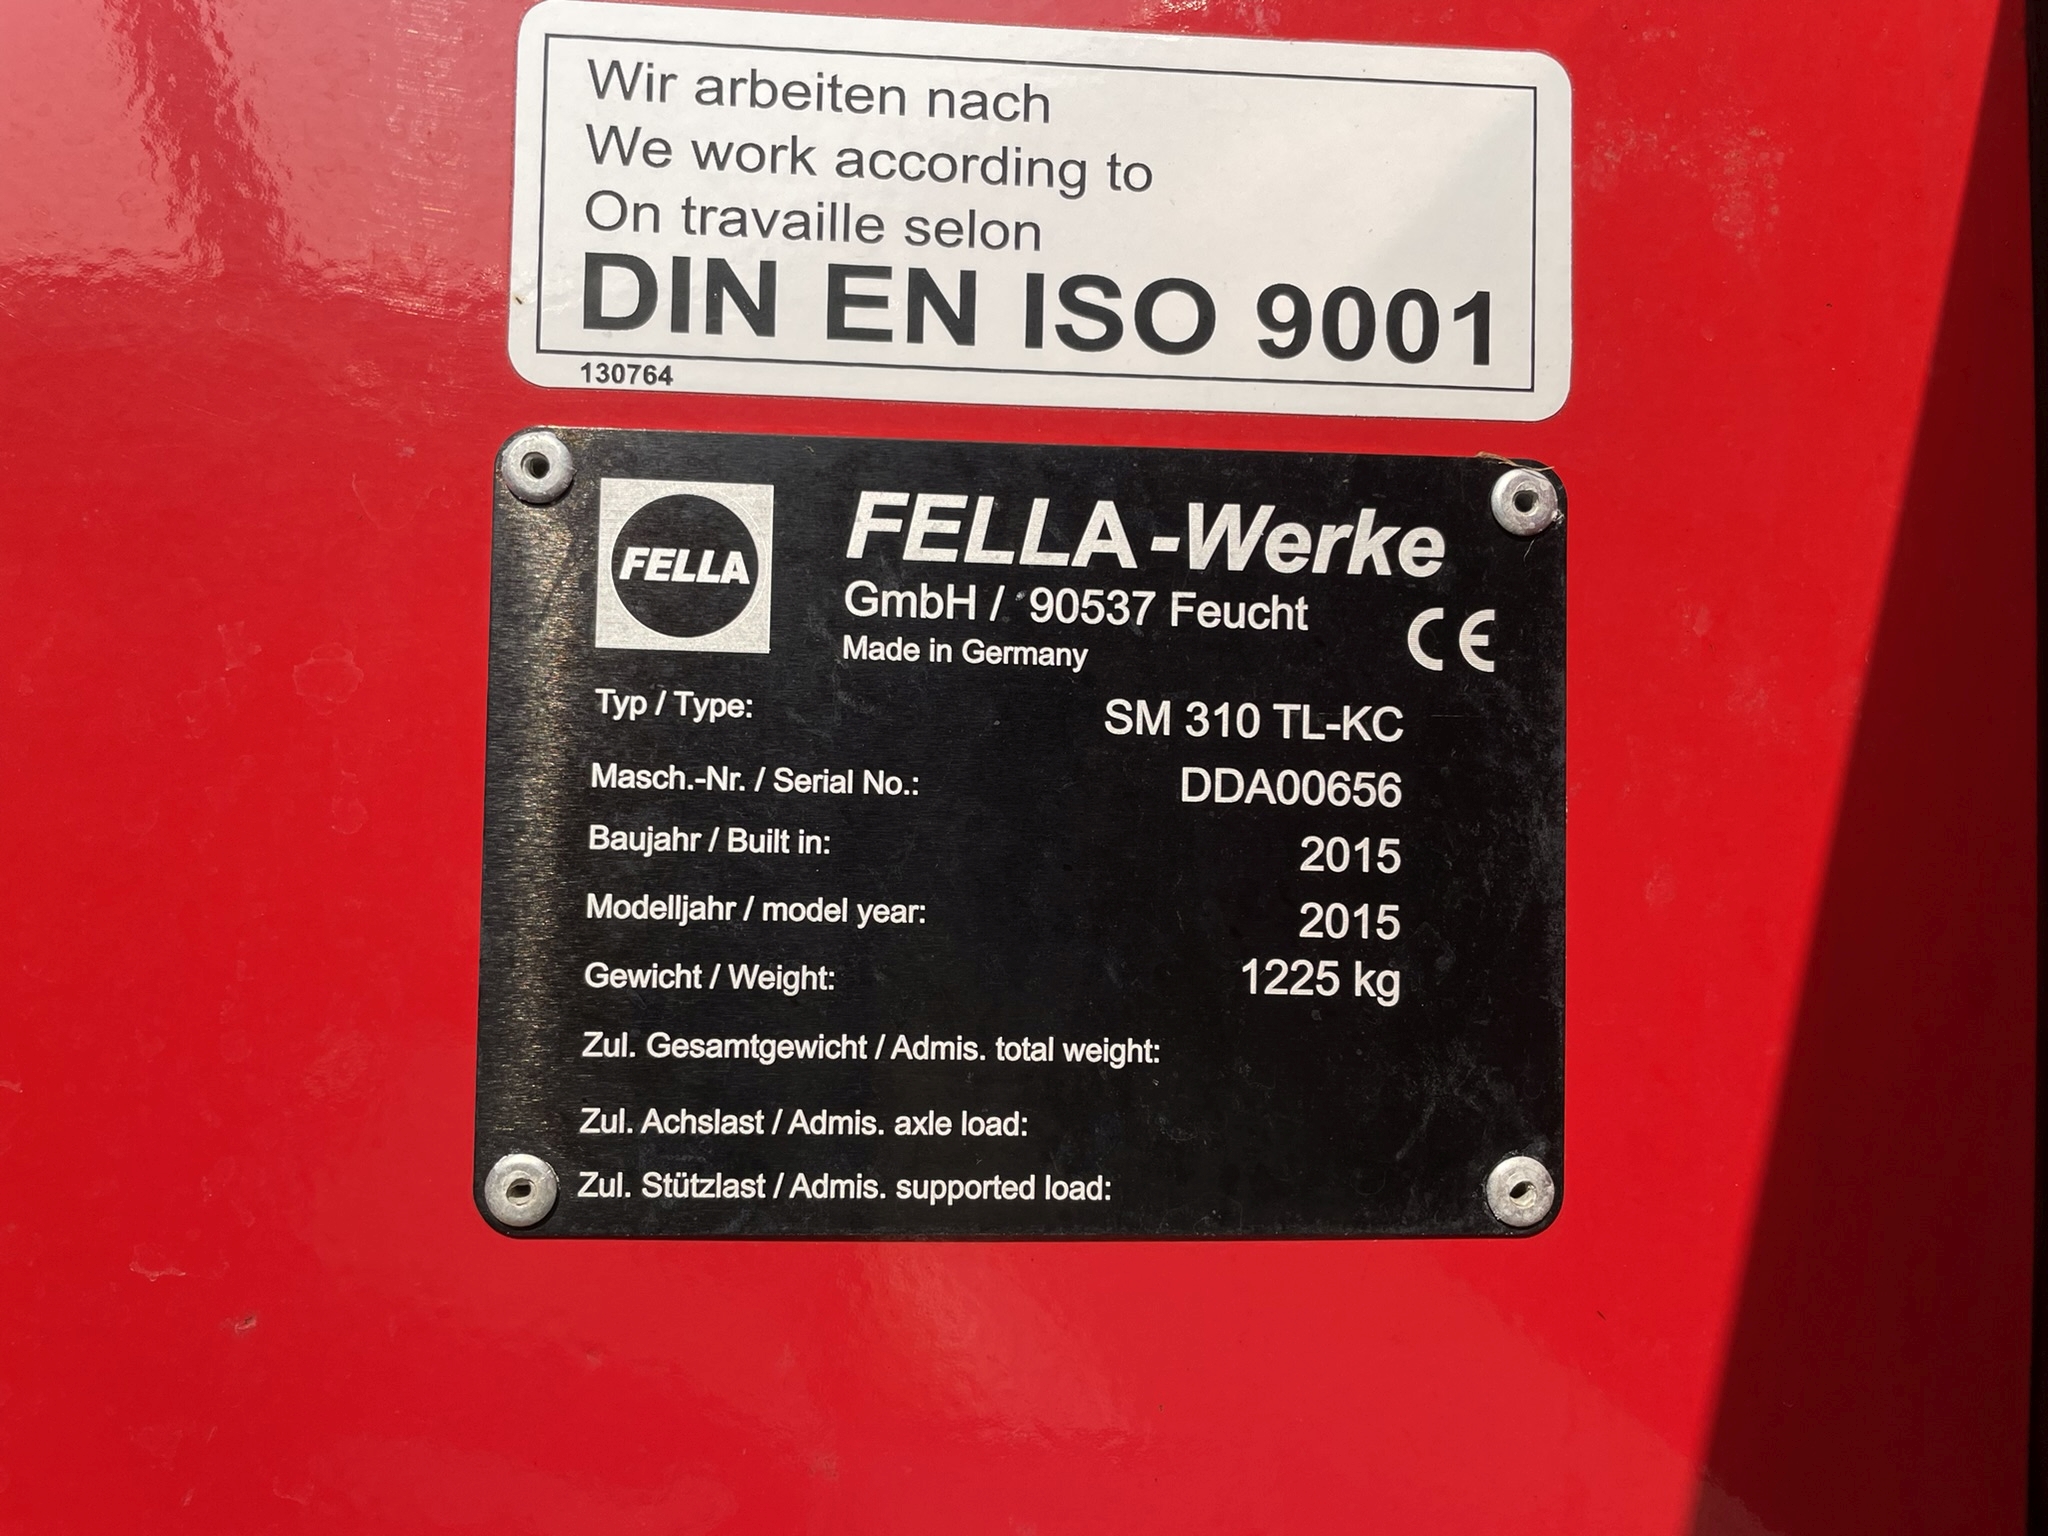 Wir arbeiten nach
We work according to
On travaille selon
DIN EN ISO 9001
130764
FELLA
FELLA-Werke
GmbH / 90537 Feucht
Made in Germany
CE
Typ / Type: SM 310 TL-KC
Masch.-Nr. / Serial No.: DDA00656
Baujahr / Built in: 2015
Modelljahr / model year: 2015
Gewicht / Weight: 1225 kg
Zul. Gesamtgewicht / Admis. total weight:
Zul. Achslast / Admis. axle load:
Zul. Stützlast / Admis. supported load: